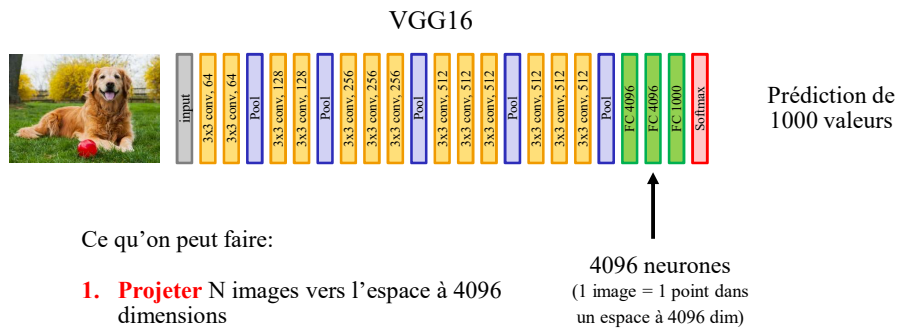 VGG16
input
3x3 conv, 64
3x3 conv, 64
Pool
3x3 conv, 128
3x3 conv, 128
Pool
3x3 conv, 256
3x3 conv, 256
3x3 conv, 256
Pool
3x3 conv, 512
3x3 conv, 512
3x3 conv, 512
Pool
3x3 conv, 512
3x3 conv, 512
3x3 conv, 512
Pool
FC 4096
FC 4096
FC 1000
Softmax
Prédiction de
1000 valeurs
Ce qu'on peut faire:
1. Projeter N images vers l'espace à 4096
dimensions
4096 neurones
(1 image = 1 point dans
un espace à 4096 dim)